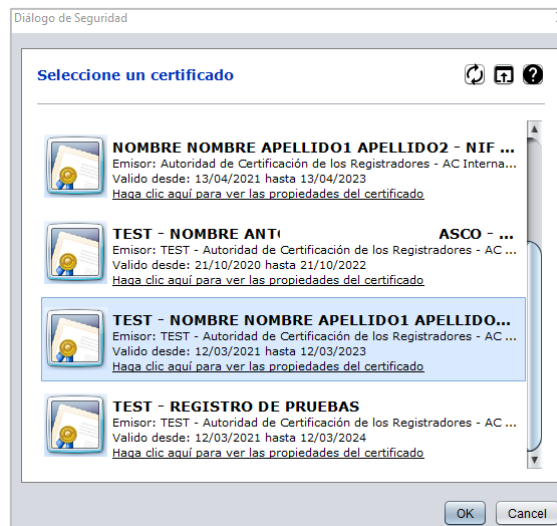 Diálogo de Seguridad
Seleccione un certificado
NOMBRE NOMBRE APELLIDO1 APELLIDO2 - NIF ...
Emisor: Autoridad de Certificación de los Registradores - AC Interna...
Valido desde: 13/04/2021 hasta 13/04/2023
Haga clic aquí para ver las propiedades del certificado
TEST - NOMBRE ANT ASCO - ...
Emisor: TEST - Autoridad de Certificación de los Registradores - AC ...
Valido desde: 21/10/2020 hasta 21/10/2022
Haga clic aquí para ver las propiedades del certificado
TEST - NOMBRE NOMBRE APELLIDO1 APELLIDO...
Emisor: TEST - Autoridad de Certificación de los Registradores - AC ...
Valido desde: 12/03/2021 hasta 12/03/2023
Haga clic aquí para ver las propiedades del certificado
TEST - REGISTRO DE PRUEBAS
Emisor: TEST - Autoridad de Certificación de los Registradores - AC ...
Valido desde: 12/03/2021 hasta 12/03/2024
Haga clic aquí para ver las propiedades del certificado
OK Cancel